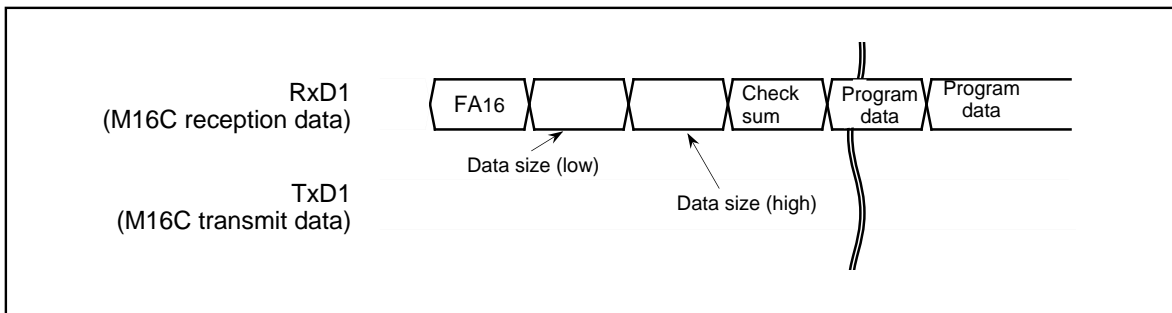 RxD1
(M16C reception data)
FA16
Check
sum
Program
data
Program
data
Data size (low)
Data size (high)
TxD1
(M16C transmit data)